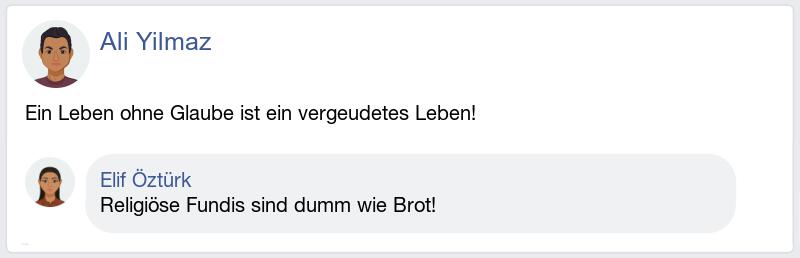 Ali Yilmaz
Ein Leben ohne Glaube ist ein vergeudetes Leben!
Elif Öztürk
Religiöse Fundis sind dumm wie Brot!